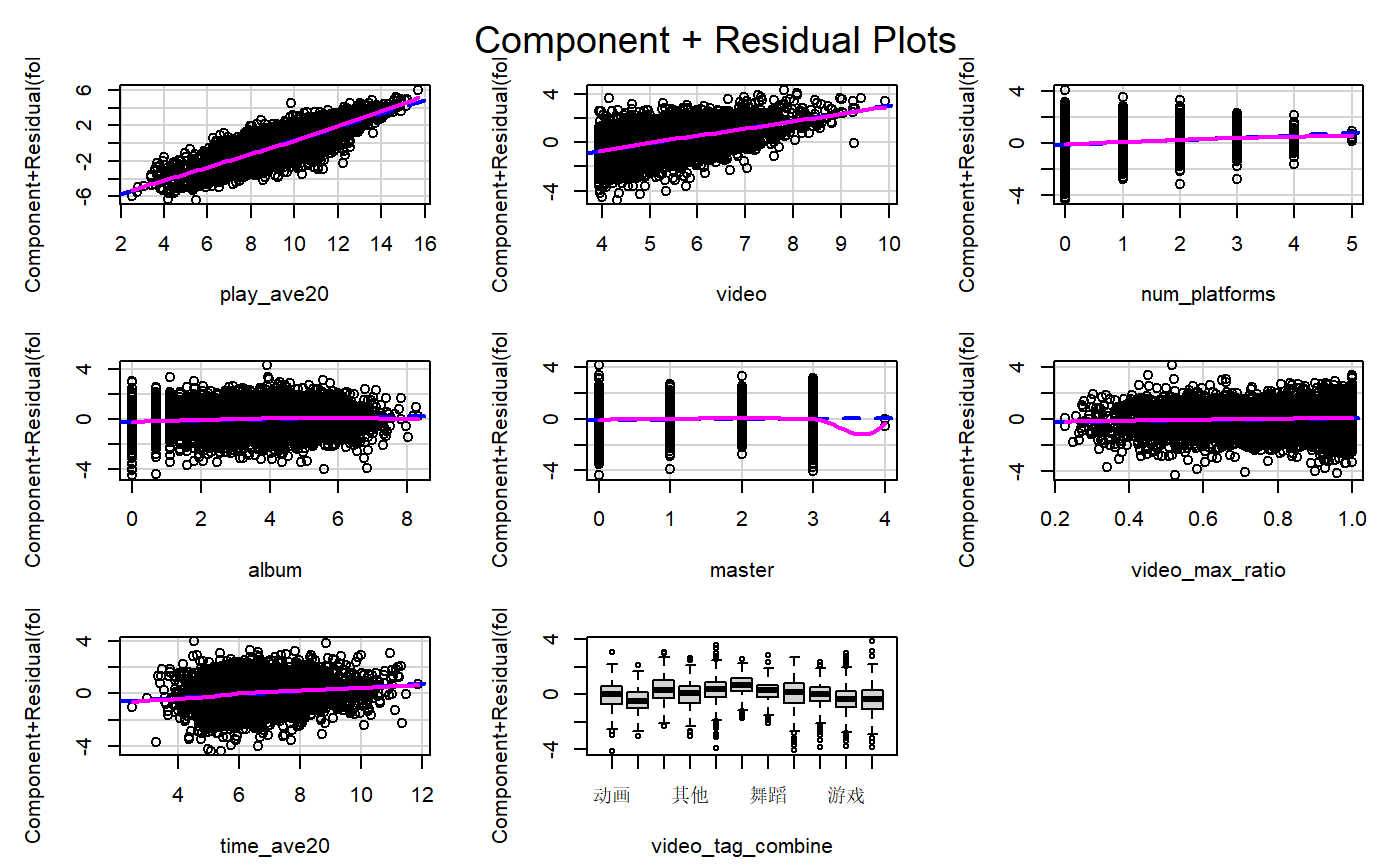 Component + Residual Plots
Component+Residual(fol
6 2 -2 -6
2 4 6 8 10 12 14 16
play_ave20
Component+Residual(fol
4 0 -4
4 5 6 7 8 9 10
video
Component+Residual(fol
4 0 -4
0 1 2 3 4 5
num_platforms
Component+Residual(fol
4 0 -4
0 2 4 6 8
album
Component+Residual(fol
4 0 -4
0 1 2 3 4
master
Component+Residual(fol
4 0 -4
0.2 0.4 0.6 0.8 1.0
video_max_ratio
Component+Residual(fol
4 0 -4
4 6 8 10 12
time_ave20
Component+Residual(fol
4 0 -4
动画 其他 舞蹈 游戏
video_tag_combine